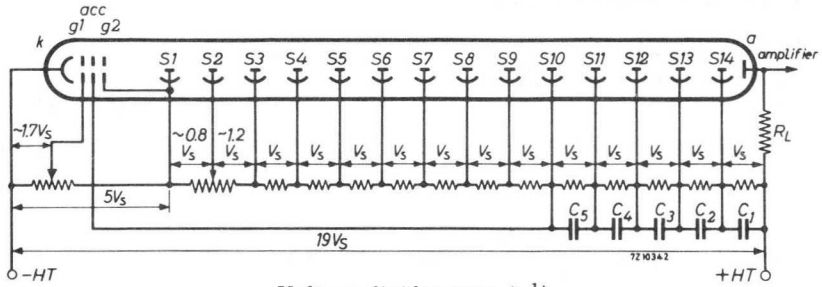 acc
g1 g2
k
a
amplifier
S1 S2 S3 S4 S5 S6 S7 S8 S9 S10 S11 S12 S13 S14
~1.7Vs
~0.8 ~1.2
Vs Vs Vs Vs Vs Vs Vs Vs Vs Vs Vs Vs Vs Vs
RL
5Vs
C5 C4 C3 C2 C1
19Vs
7210342
-HT
+HT